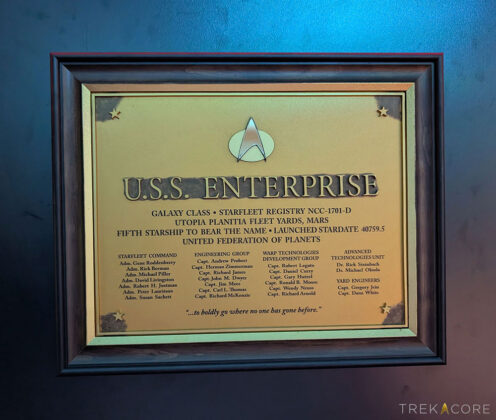 U.S.S. ENTERPRISE
GALAXY CLASS • STARFLEET REGISTRY NCC-1701-D
UTOPIA PLANITIA FLEET YARDS, MARS
FIFTH STARSHIP TO BEAR THE NAME • LAUNCHED STARDATE 40759.5
UNITED FEDERATION OF PLANETS
STARFLEET COMMAND
Adm. Gene Roddenberry
Adm. Rick Berman
Adm. Michael Piller
Adm. David Livingston
Adm. Robert H. Justman
Adm. Peter Lauritson
Adm. Susan Sackett
ENGINEERING GROUP
Capt. Andrew Probert
Capt. Herman Zimmerman
Capt. Richard James
Capt. John M. Dwyer
Capt. Jim Mees
Capt. Carl L. Thomas
Capt. Richard McKenzie
WARP TECHNOLOGIES
DEVELOPMENT GROUP
Capt. Robert Legato
Capt. Daniel Curry
Capt. Gary Hutzel
Capt. Ronald B. Moore
Capt. Wendy Neuss
Capt. Richard Arnold
ADVANCED
TECHNOLOGIES UNIT
Dr. Rick Sternbach
Dr. Michael Okuda
YARD ENGINEERS
Capt. Gregory Jein
Capt. Dana White
"...to boldly go where no one has gone before."
TREKCORE